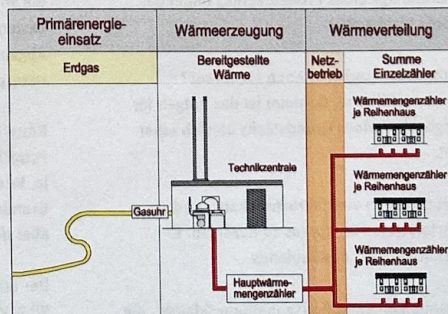 Primärenergie-
einsatz
Wärmeerzeugung
Wärmeverteilung
Erdgas
Bereitgestellte
Wärme
Netz-
betrieb
Summe
Einzelzähler
Wärmemengenzähler
je Reihenhaus
Technikzentrale
Wärmemengenzähler
je Reihenhaus
Gasuhr
Wärmemengenzähler
je Reihenhaus
Hauptwärme-
mengenzähler